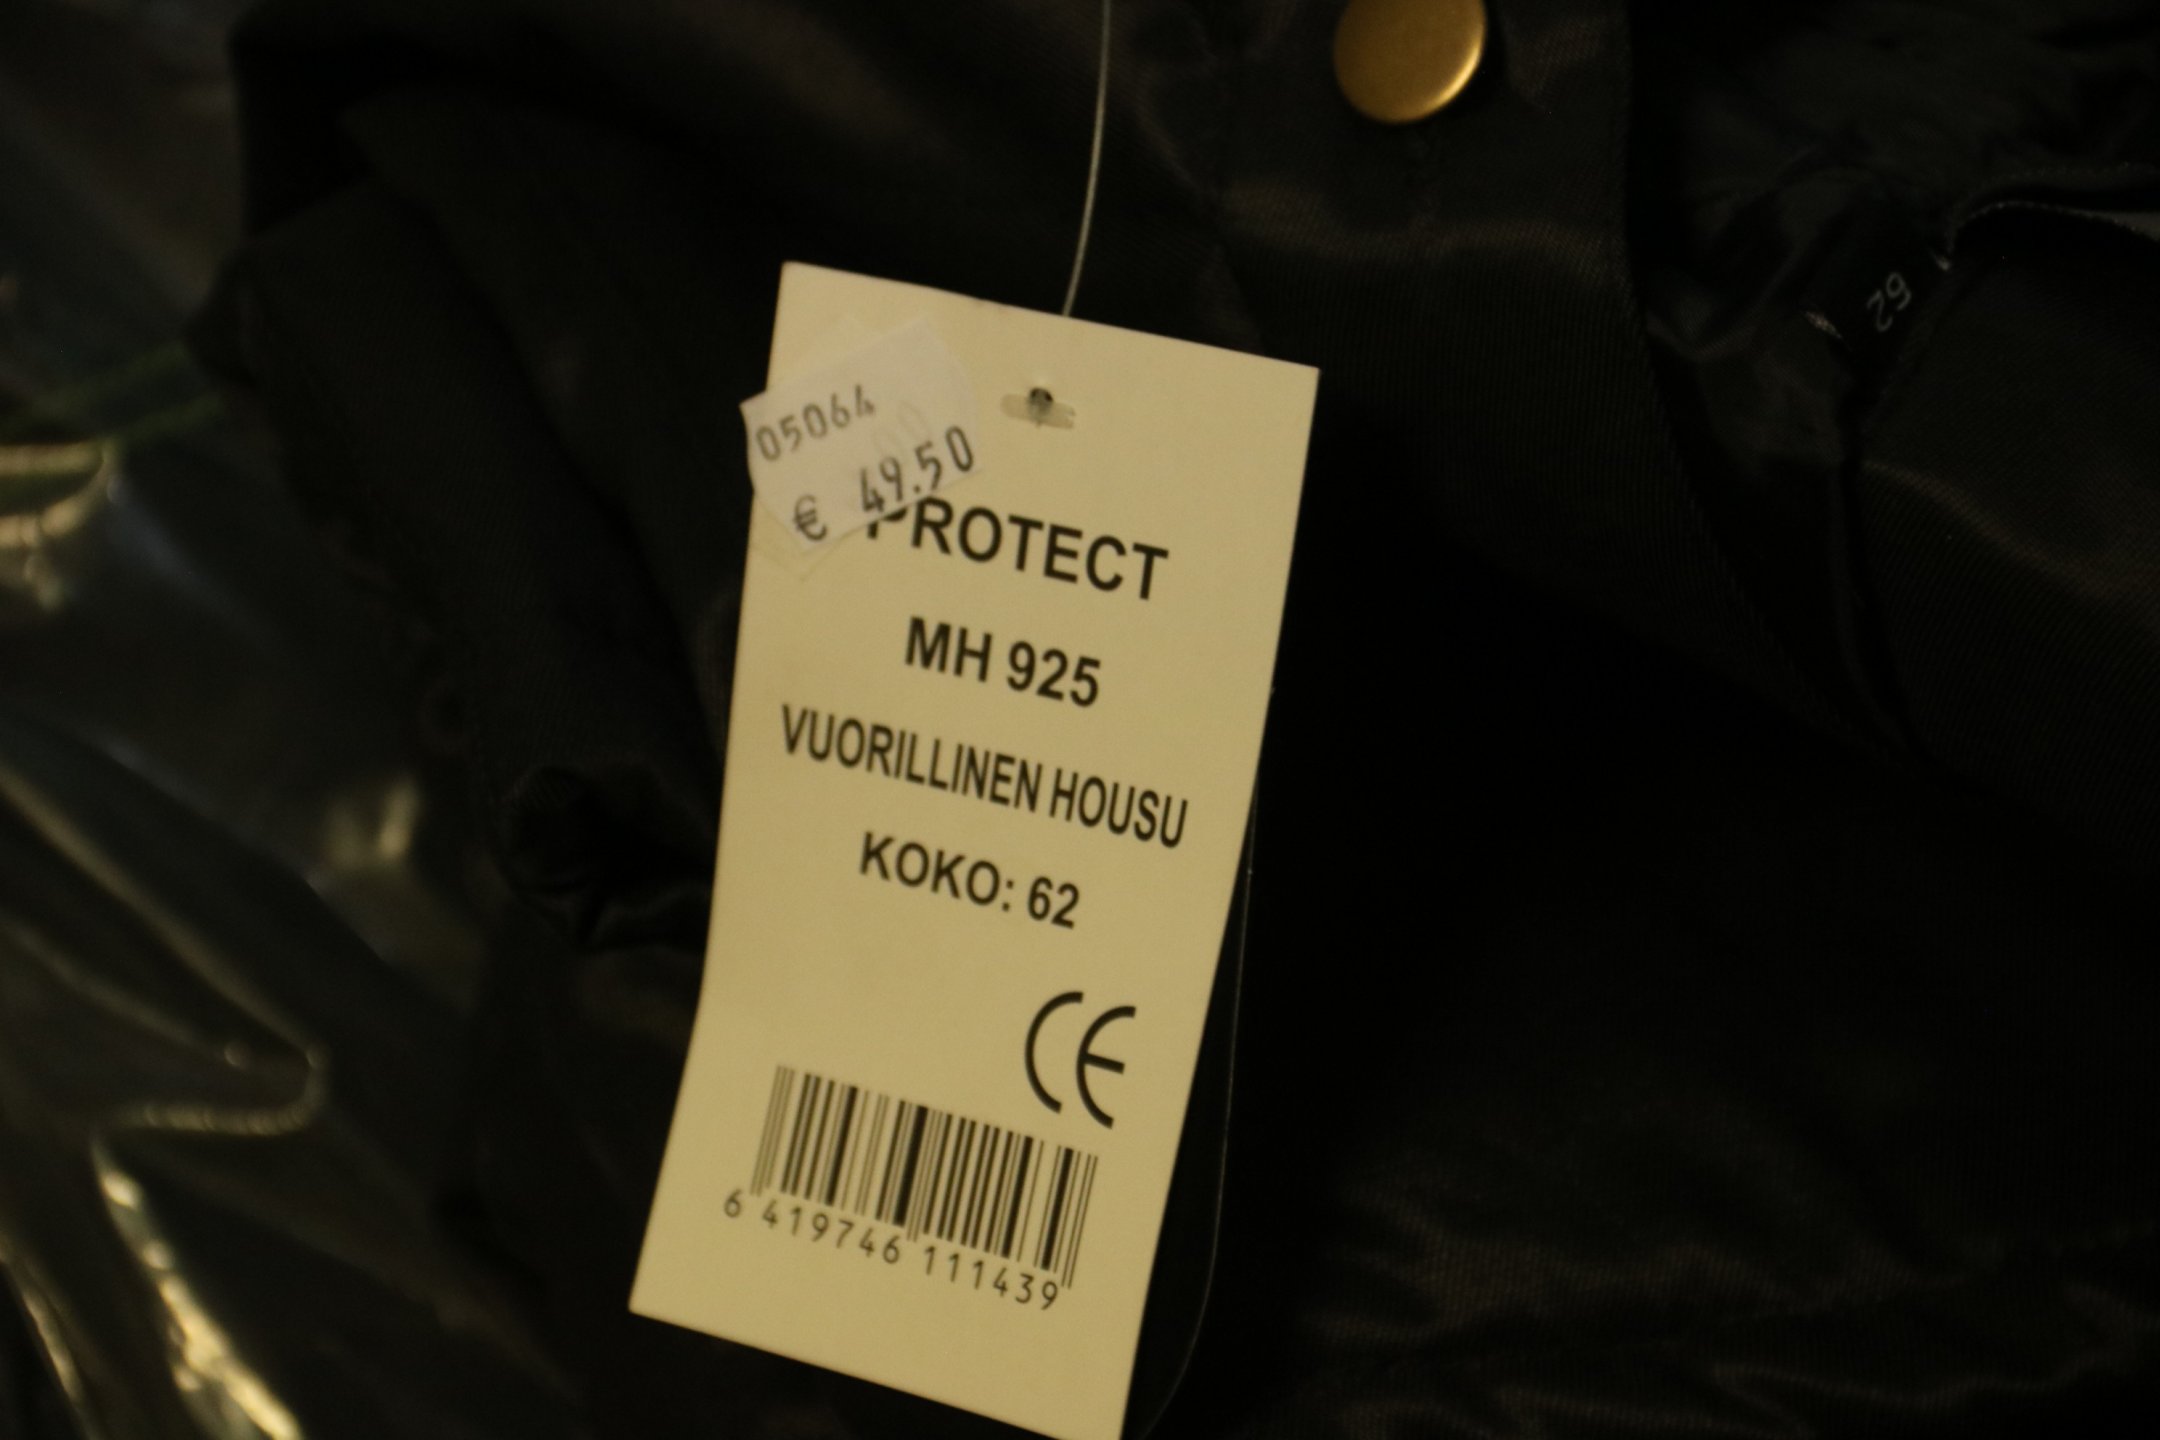 05064
€ 49.50
PROTECT
MH 925
VUORILLINEN HOUSU
KOKO: 62
CE
6 419746 111439
62